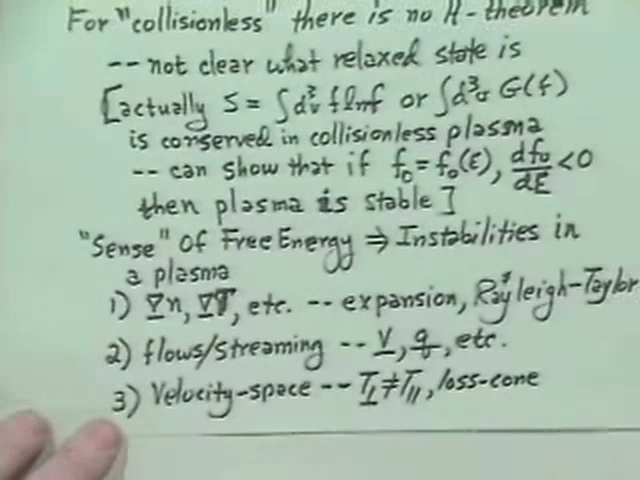 For "collisionless" there is no H-theorem
-- not clear what relaxed state is
[actually S = ∫d³v f ln f or ∫d³v G(f)
is conserved in collisionless plasma
-- can show that if f₀ = f₀(E), df₀/dE < 0
then plasma is stable]
"Sense" of Free Energy ⇒ Instabilities in
a plasma
1) ∇n, ∇T, etc. -- expansion, Rayleigh-Taylor
2) flows/streaming -- V, q, etc.
3) Velocity-space -- T⊥≠T∥, loss-cone